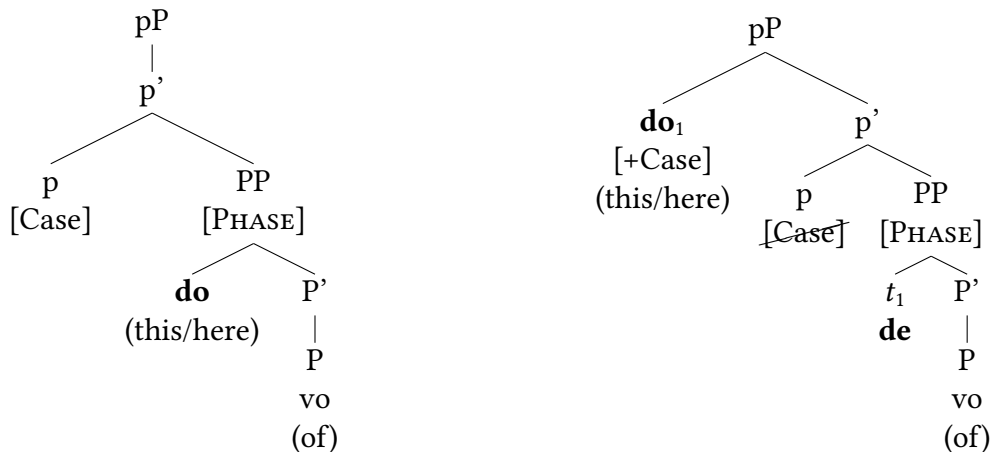 pP
p'
p PP
[Case] [PHASE]
do P'
(this/here)
P
vo
(of)
pP
do₁ p'
[+Case]
(this/here)
p PP
[Case] [PHASE]
t₁ P'
de
P
vo
(of)